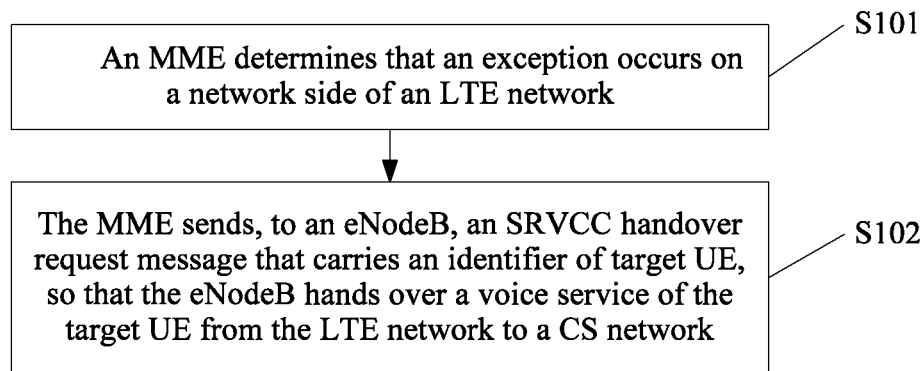 S101
An MME determines that an exception occurs on
a network side of an LTE network
The MME sends, to an eNodeB, an SRVCC handover
request message that carries an identifier of target UE,
so that the eNodeB hands over a voice service of the
target UE from the LTE network to a CS network
S102